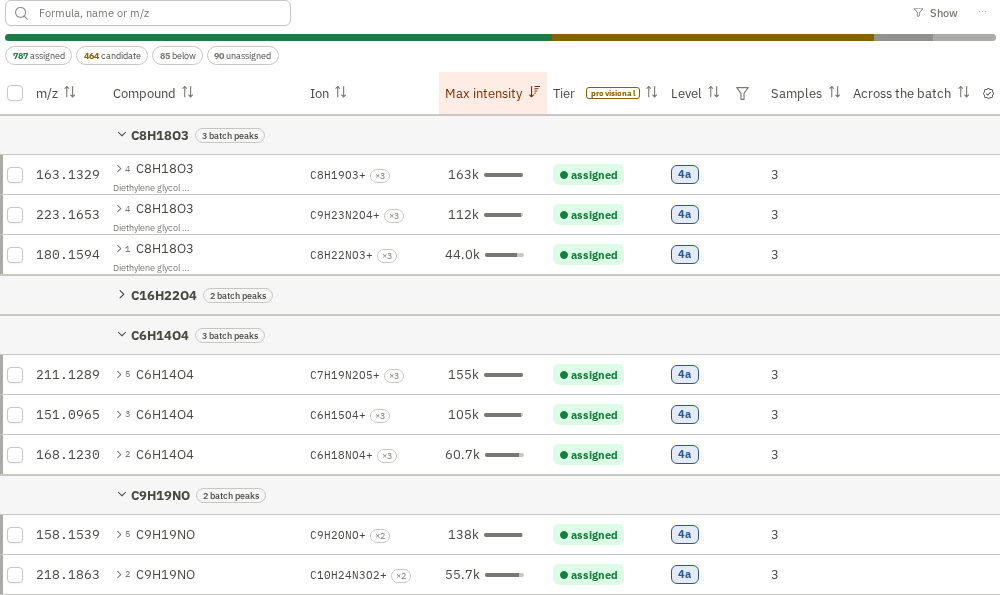 Formula, name or m/z Show ...
787 assigned 464 candidate 85 below 90 unassigned
m/z Compound Ion Max intensity Tier provisional Level Samples Across the batch
C8H18O3 3 batch peaks
163.1329 4 C8H18O3 C8H19O3+ ×3 163k assigned 4a 3
Diethylene glycol ...
223.1653 4 C8H18O3 C9H23N2O4+ ×3 112k assigned 4a 3
Diethylene glycol ...
180.1594 1 C8H18O3 C8H22NO3+ ×3 44.0k assigned 4a 3
Diethylene glycol ...
C16H22O4 2 batch peaks
C6H14O4 3 batch peaks
211.1289 5 C6H14O4 C7H19N2O5+ ×3 155k assigned 4a 3
151.0965 3 C6H14O4 C6H15O4+ ×3 105k assigned 4a 3
168.1230 2 C6H14O4 C6H18NO4+ ×3 60.7k assigned 4a 3
C9H19NO 2 batch peaks
158.1539 5 C9H19NO C9H20NO+ ×2 138k assigned 4a 3
218.1863 2 C9H19NO C10H24N3O2+ ×2 55.7k assigned 4a 3